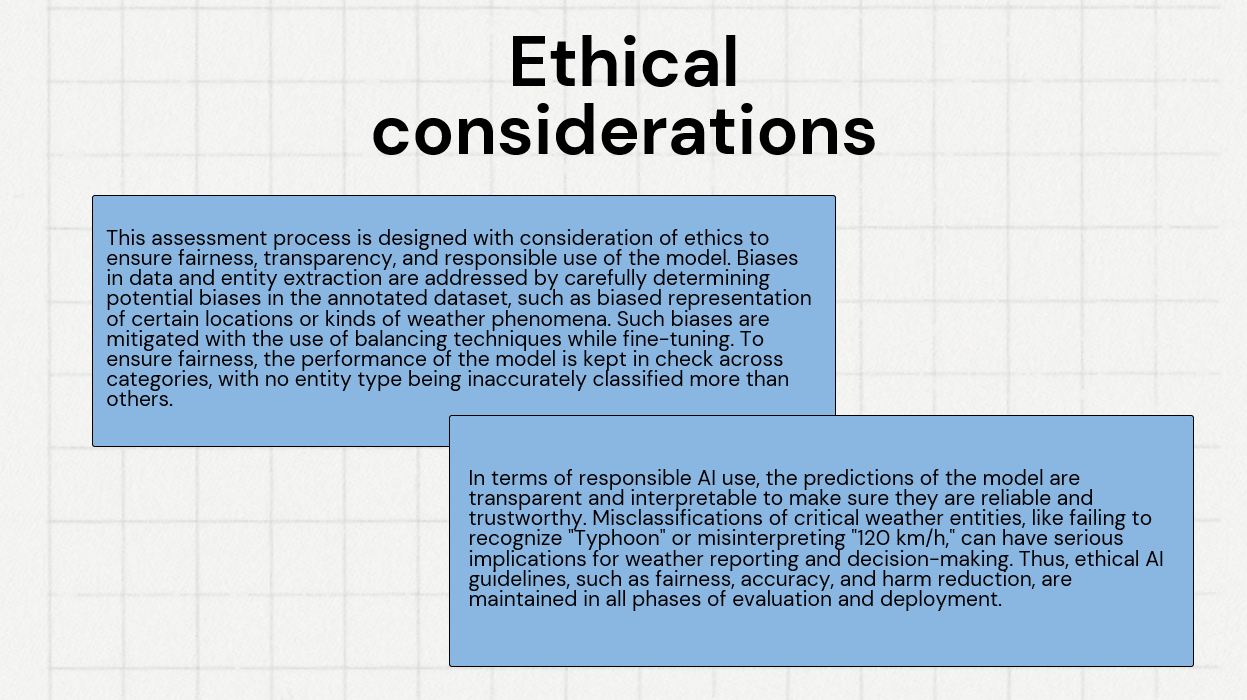 Ethical
considerations
This assessment process is designed with consideration of ethics to
ensure fairness, transparency, and responsible use of the model. Biases
in data and entity extraction are addressed by carefully determining
potential biases in the annotated dataset, such as biased representation
of certain locations or kinds of weather phenomena. Such biases are
mitigated with the use of balancing techniques while fine-tuning. To
ensure fairness, the performance of the model is kept in check across
categories, with no entity type being inaccurately classified more than
others.
In terms of responsible AI use, the predictions of the model are
transparent and interpretable to make sure they are reliable and
trustworthy. Misclassifications of critical weather entities, like failing to
recognize "Typhoon" or misinterpreting "120 km/h," can have serious
implications for weather reporting and decision-making. Thus, ethical AI
guidelines, such as fairness, accuracy, and harm reduction, are
maintained in all phases of evaluation and deployment.